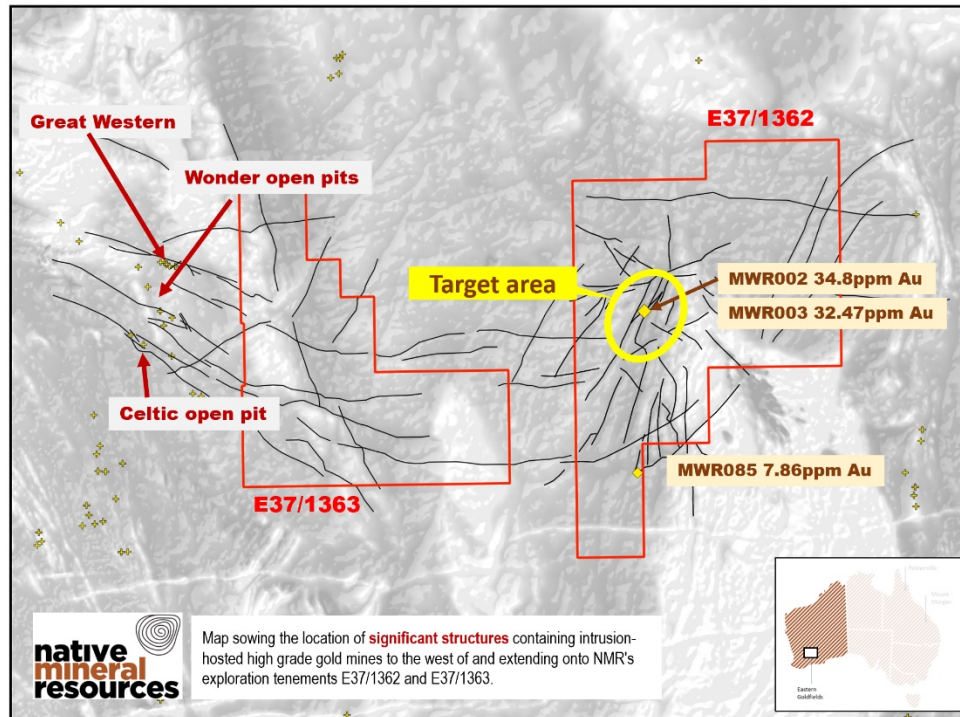 E37/1362
Great Western
Wonder open pits
Target area
MWR002 34.8ppm Au
MWR003 32.47ppm Au
Celtic open pit
MWR085 7.86ppm Au
E37/1363
native
mineral
resources
Map sowing the location of significant structures containing intrusion-
hosted high grade gold mines to the west of and extending onto NMR's
exploration tenements E37/1362 and E37/1363.
Eastern
Goldfields
Mount
Morgan